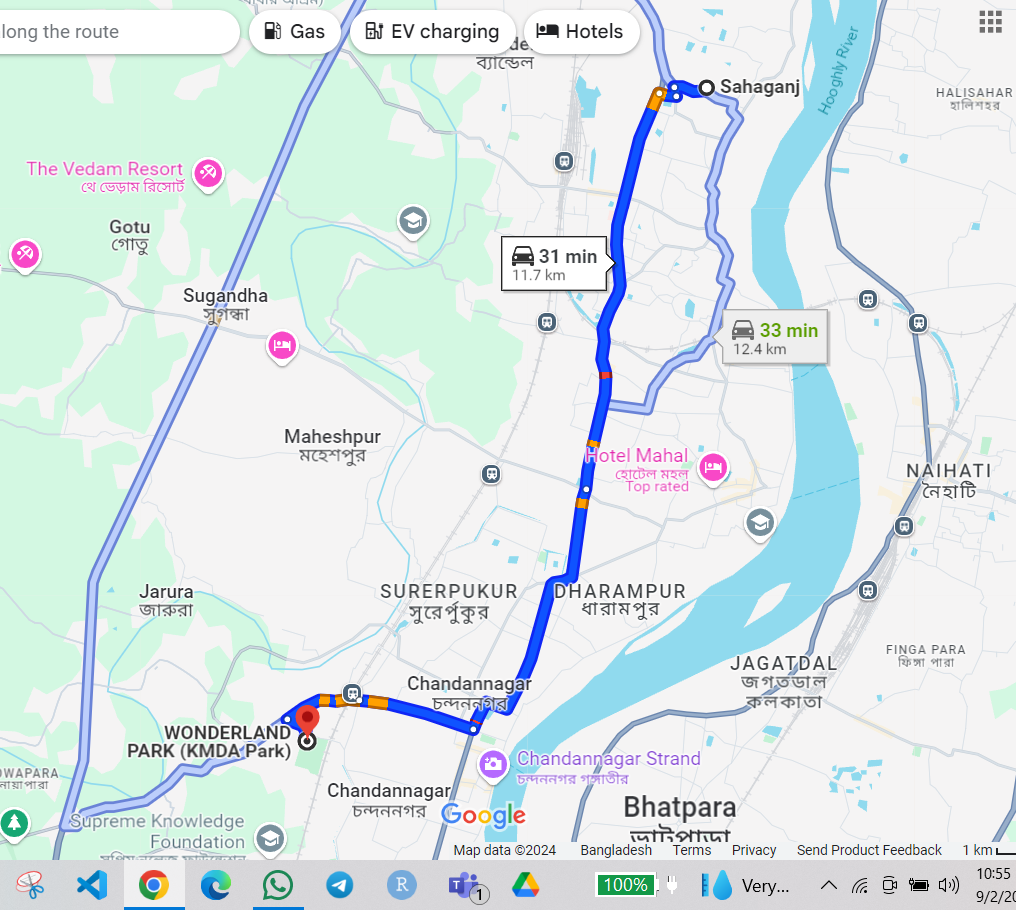 long the route
Gas
EV charging
Hotels
ব্যান্ডেল
Sahaganj
Hooghly River
HALISAHAR
হালিশহর
The Vedam Resort
থে ভেড়াম রিসোর্ট
Gotu
গোতু
31 min
11.7 km
Sugandha
সুগন্ধা
33 min
12.4 km
Maheshpur
মহেশপুর
Hotel Mahal
হোটেল মহল
Top rated
NAIHATI
নৈহাটি
Jarura
জারুরা
SURERPUKUR
সুরের্পুকুর
DHARAMPUR
ধারামপুর
FINGA PARA
ফিঙ্গা পারা
JAGATDAL
জগতডাল
কলকাতা
Chandannagar
চন্দননগর
WONDERLAND
PARK (KMDA Park)
Chandannagar Strand
চন্দননগর গঙ্গাতীর
OWAPARA
নোয়াপারা
Chandannagar
চন্দননগর
Google
Bhatpara
ভাটপাড়া
Supreme Knowledge
Foundation
Map data ©2024
Bangladesh
Terms
Privacy
Send Product Feedback
1 km
R
1
100%
Very...
10:55
9/2/20